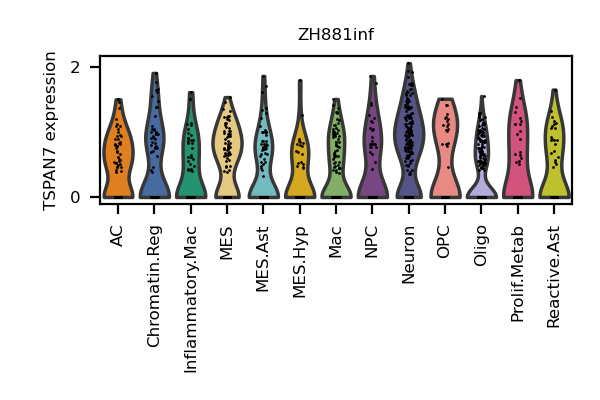 ZH881inf
TSPAN7 expression
2
0
AC
Chromatin.Reg
Inflammatory.Mac
MES
MES.Ast
MES.Hyp
Mac
NPC
Neuron
OPC
Oligo
Prolif.Metab
Reactive.Ast